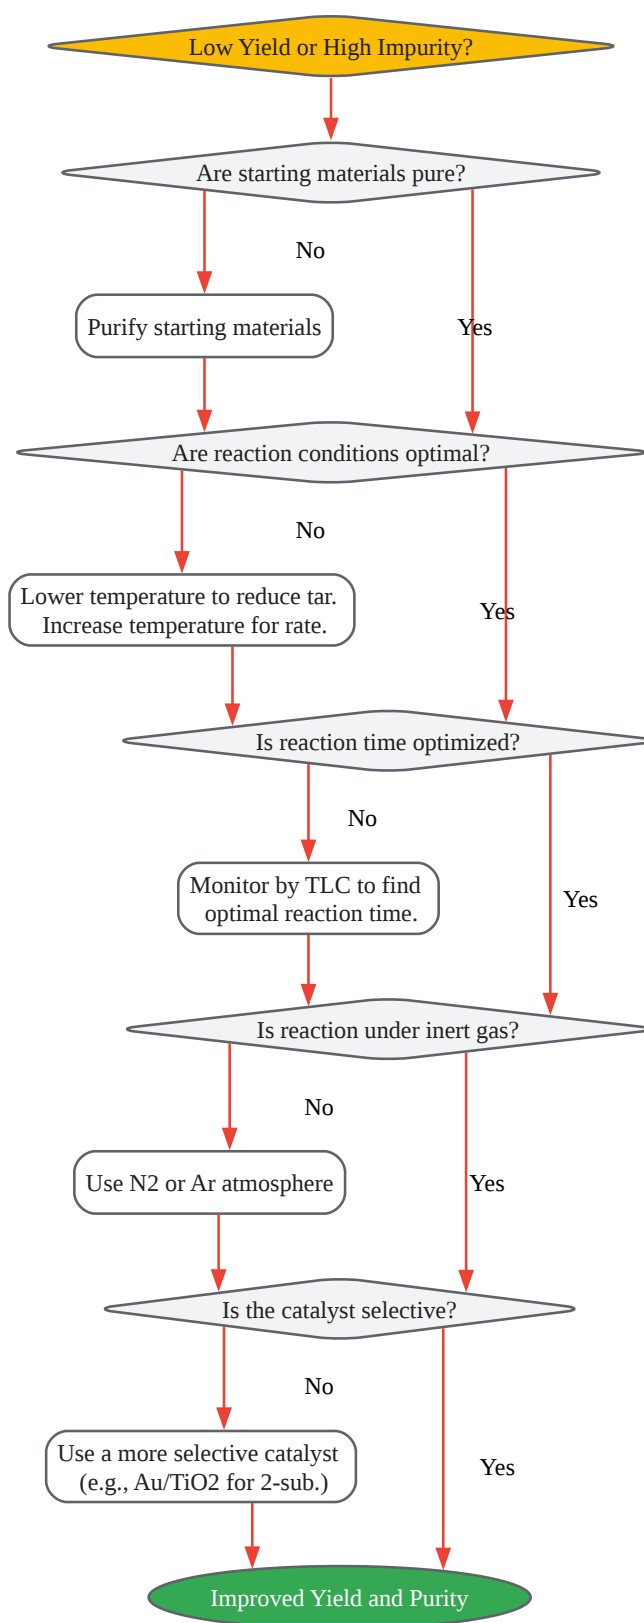 Low Yield or High Impurity?
Are starting materials pure?
No
Purify starting materials
Yes
Are reaction conditions optimal?
No
Lower temperature to reduce tar.
Increase temperature for rate.
Yes
Is reaction time optimized?
No
Monitor by TLC to find
optimal reaction time.
Yes
Is reaction under inert gas?
No
Use N2 or Ar atmosphere
Yes
Is the catalyst selective?
No
Use a more selective catalyst
(e.g., Au/TiO2 for 2-sub.)
Yes
Improved Yield and Purity